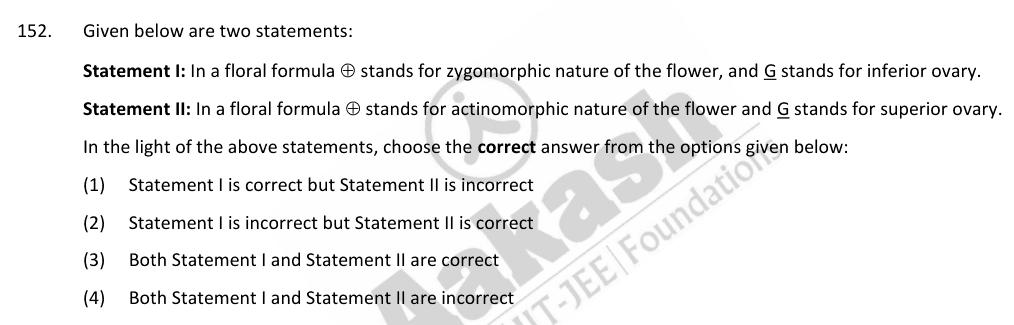 152. Given below are two statements:
Statement I: In a floral formula ⊕ stands for zygomorphic nature of the flower, and G stands for inferior ovary.
Statement II: In a floral formula ⊕ stands for actinomorphic nature of the flower and G stands for superior ovary.
In the light of the above statements, choose the correct answer from the options given below:
(1) Statement I is correct but Statement II is incorrect
(2) Statement I is incorrect but Statement II is correct
(3) Both Statement I and Statement II are correct
(4) Both Statement I and Statement II are incorrect
Aakash
IIT-JEE|Foundations